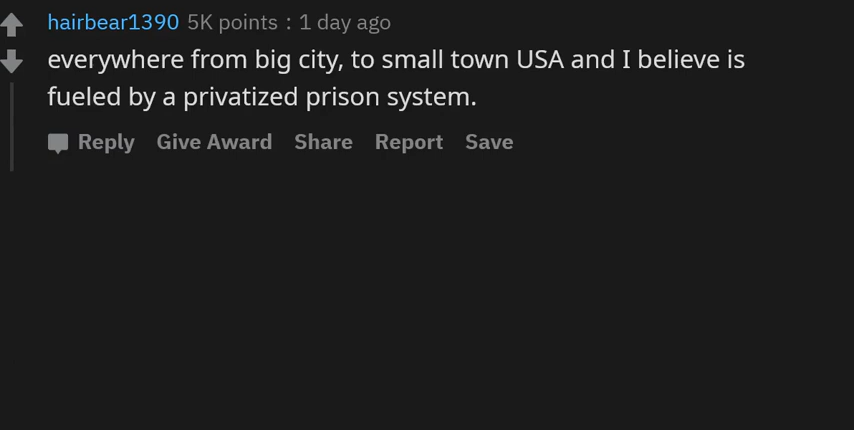 hairbear1390 5K points : 1 day ago
everywhere from big city, to small town USA and I believe is
fueled by a privatized prison system.
Reply Give Award Share Report Save